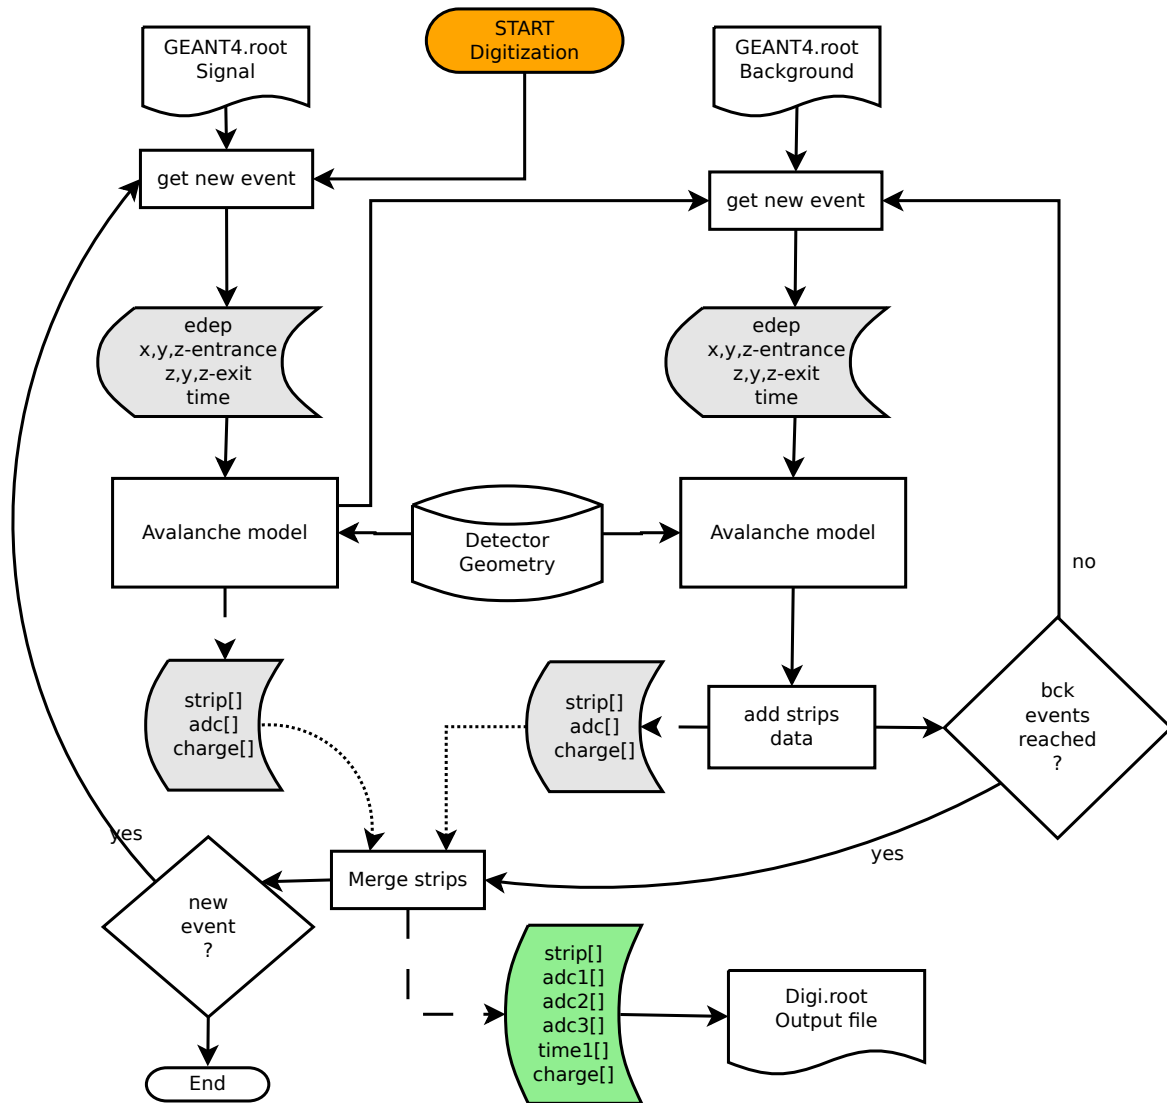 START
Digitization
GEANT4.root
Signal
GEANT4.root
Background
get new event
get new event
edep
x,y,z-entrance
z,y,z-exit
time
edep
x,y,z-entrance
z,y,z-exit
time
Avalanche model
Detector
Geometry
Avalanche model
no
strip[]
adc[]
charge[]
strip[]
adc[]
charge[]
add strips
data
bck
events
reached
?
yes
yes
Merge strips
new
event
?
strip[]
adc1[]
adc2[]
adc3[]
time1[]
charge[]
Digi.root
Output file
End